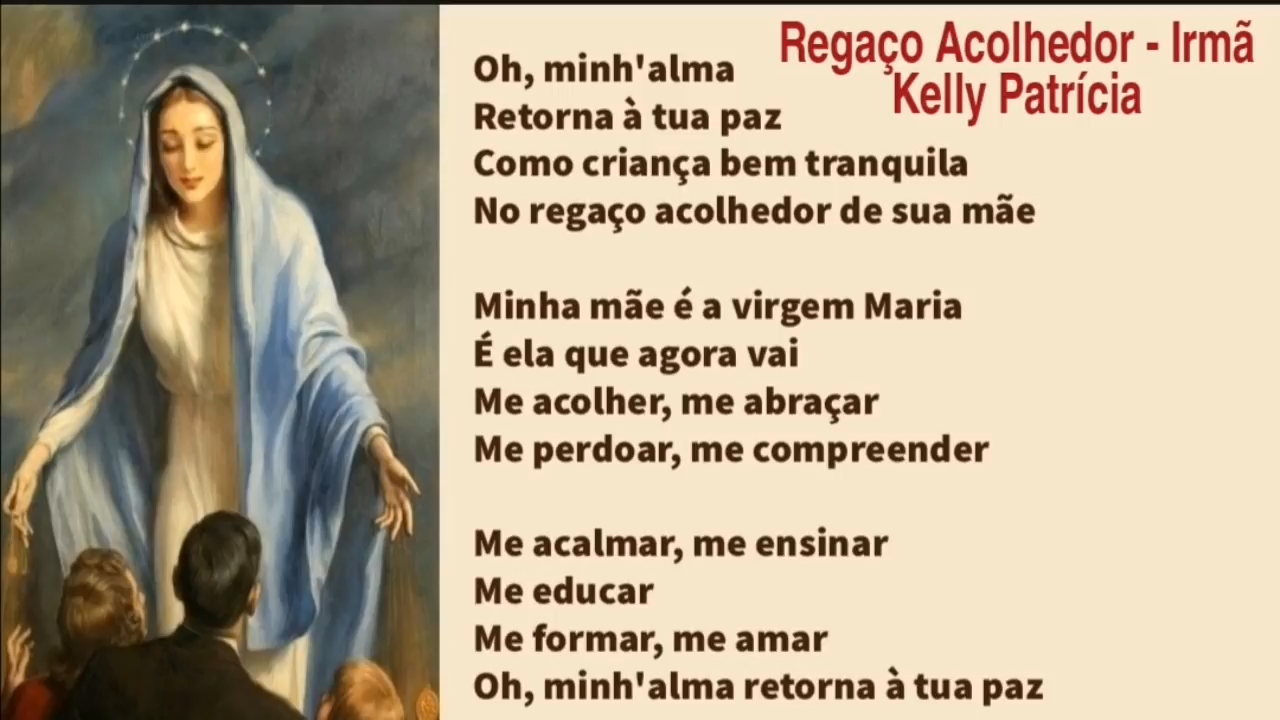 Regaço Acolhedor - Irmã
Kelly Patrícia
Oh, minh'alma
Retorna à tua paz
Como criança bem tranquila
No regaço acolhedor de sua mãe
Minha mãe é a virgem Maria
É ela que agora vai
Me acolher, me abraçar
Me perdoar, me compreender
Me acalmar, me ensinar
Me educar
Me formar, me amar
Oh, minh'alma retorna à tua paz